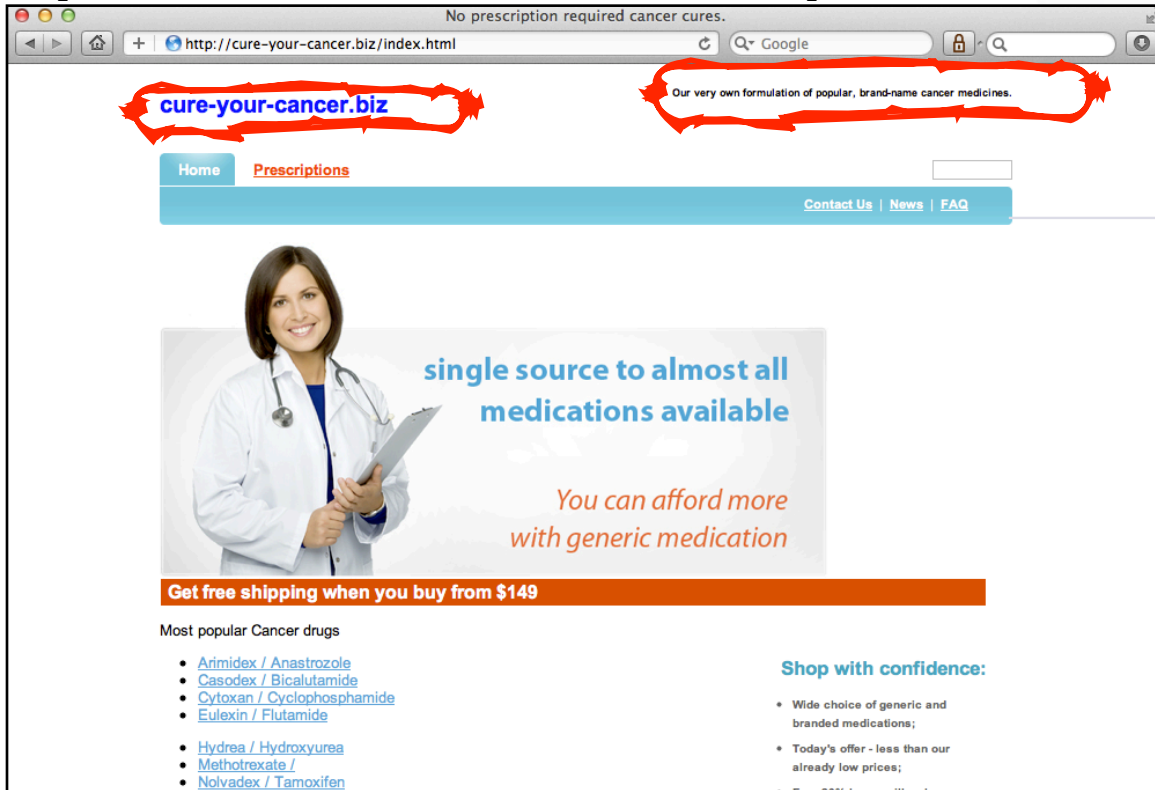 No prescription required cancer cures.
http://cure-your-cancer.biz/index.html
Google
cure-your-cancer.biz
Our very own formulation of popular, brand-name cancer medicines.
Home
Prescriptions
Contact Us | News | FAQ
single source to almost all
medications available
You can afford more
with generic medication
Get free shipping when you buy from $149
Most popular Cancer drugs
Arimidex / Anastrozole
Casodex / Bicalutamide
Cytoxan / Cyclophosphamide
Eulexin / Flutamide
Hydrea / Hydroxyurea
Methotrexate /
Nolvadex / Tamoxifen
Shop with confidence:
Wide choice of generic and
branded medications;
Today's offer - less than our
already low prices;